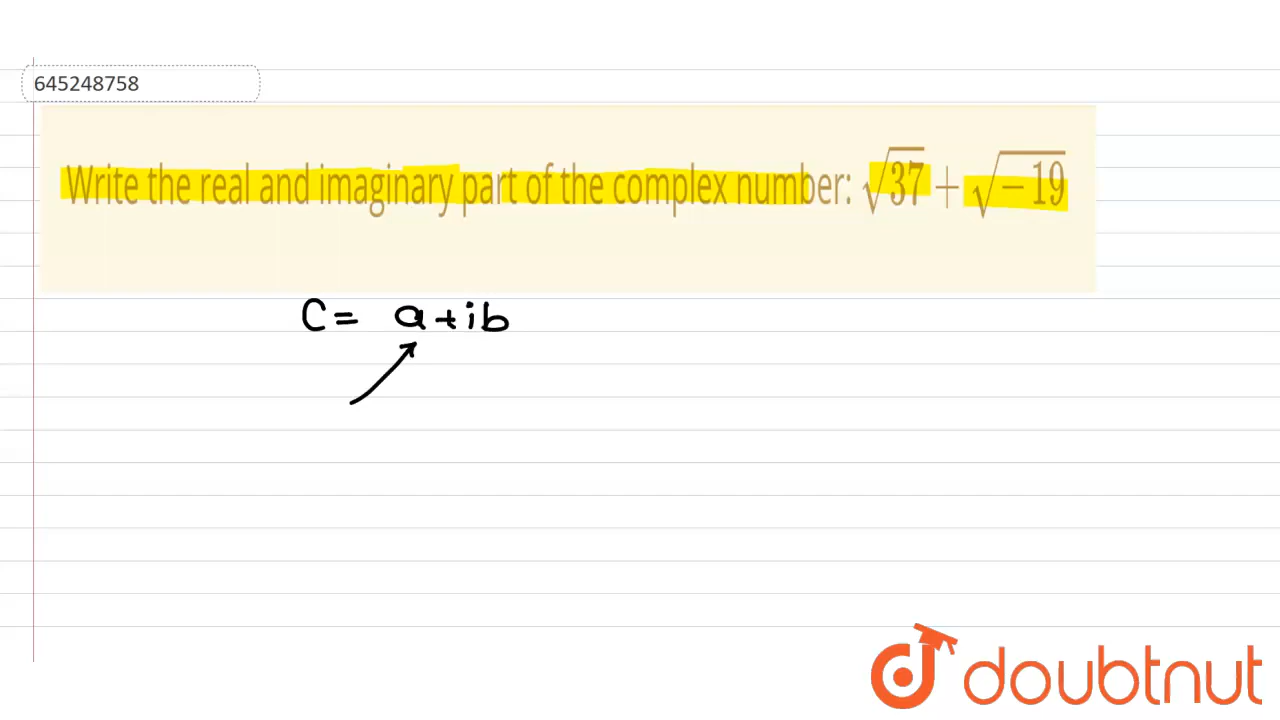 645248758
Write the real and imaginary part of the complex number: √37 + √-19
C = a+ib
doubtnut